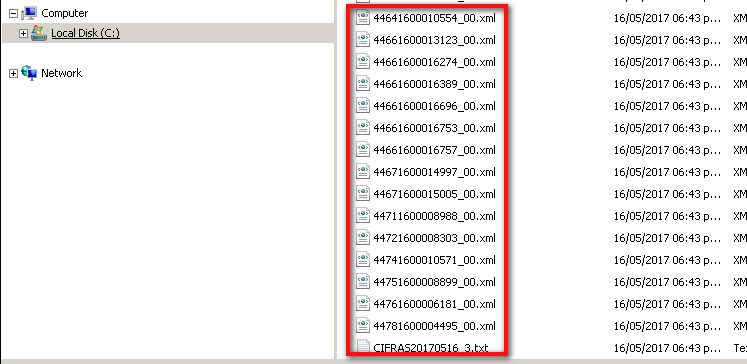 Computer
Local Disk (C:)
Network
44641600010554_00.xml 16/05/2017 06:43 p... XM
44661600013123_00.xml 16/05/2017 06:43 p... XM
44661600016274_00.xml 16/05/2017 06:43 p... XM
44661600016389_00.xml 16/05/2017 06:43 p... XM
44661600016696_00.xml 16/05/2017 06:43 p... XM
44661600016753_00.xml 16/05/2017 06:43 p... XM
44661600016757_00.xml 16/05/2017 06:43 p... XM
44671600014997_00.xml 16/05/2017 06:43 p... XM
44671600015005_00.xml 16/05/2017 06:43 p... XM
44711600008988_00.xml 16/05/2017 06:43 p... XM
44721600008303_00.xml 16/05/2017 06:43 p... XM
44741600010571_00.xml 16/05/2017 06:43 p... XM
44751600008899_00.xml 16/05/2017 06:43 p... XM
44761600006181_00.xml 16/05/2017 06:43 p... XM
44781600004495_00.xml 16/05/2017 06:43 p... XM
CIFRAS20170516_3.txt 16/05/2017 06:43 p... Te